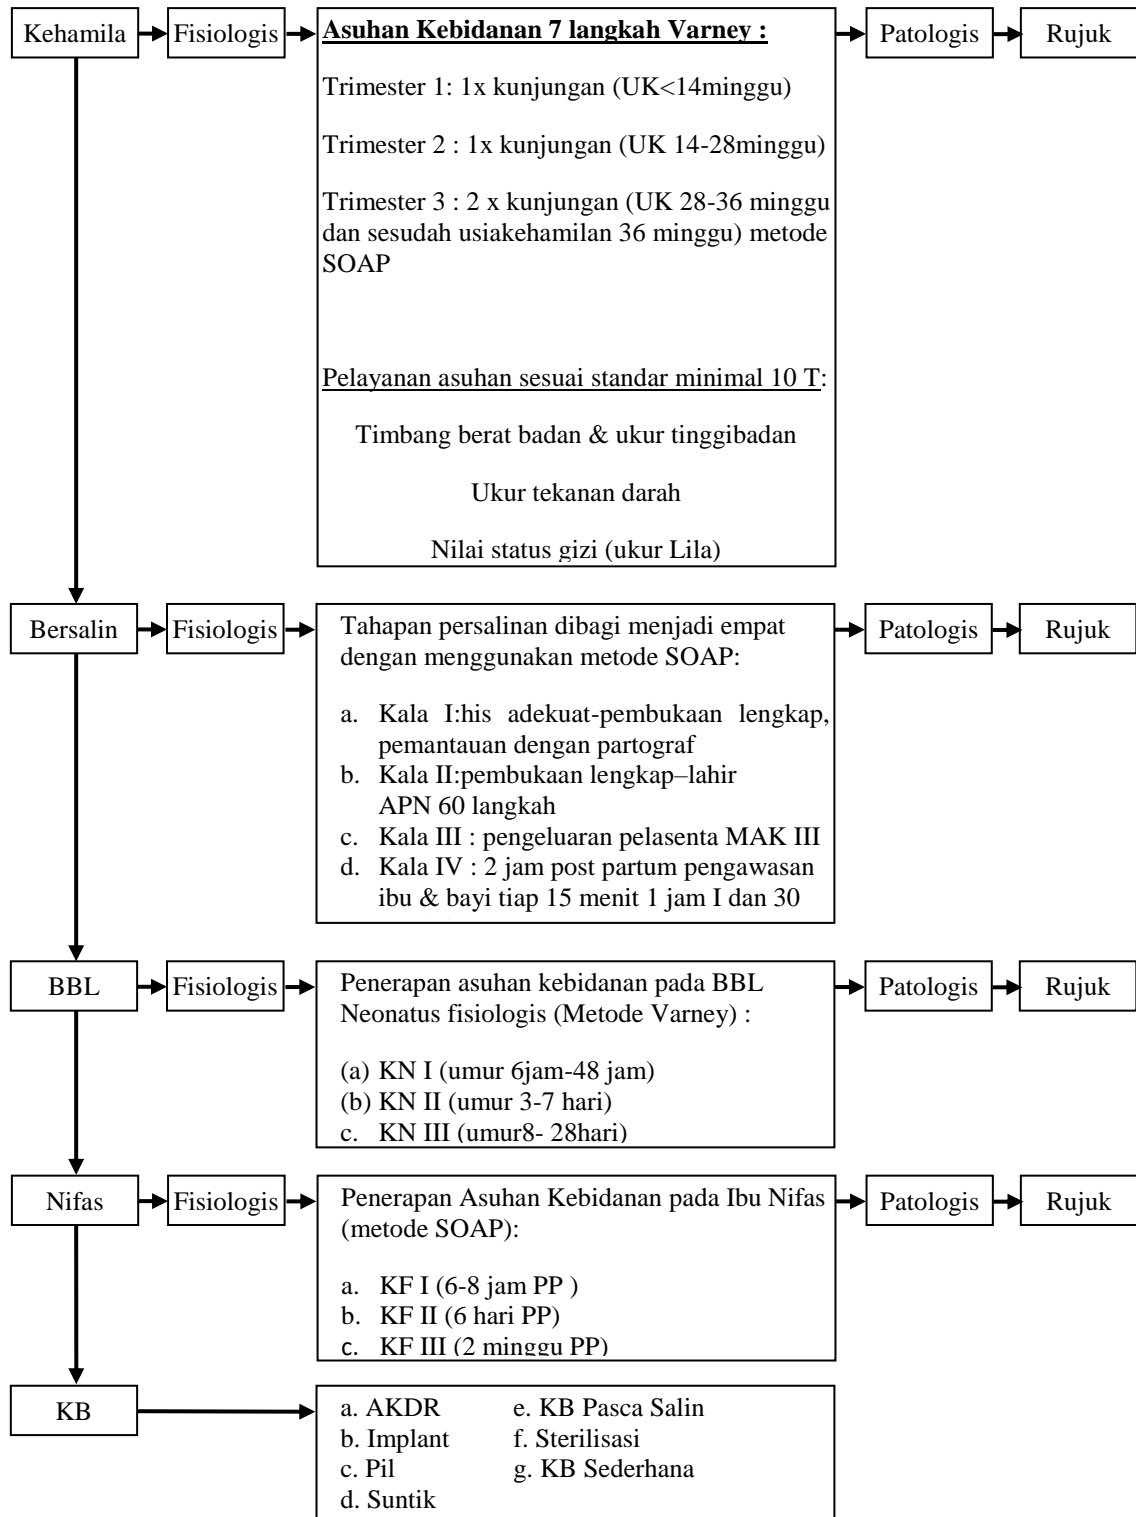 Kehamila
Fisiologis
Asuhan Kebidanan 7 langkah Varney :
Trimester 1: 1x kunjungan (UK<14minggu)
Trimester 2 : 1x kunjungan (UK 14-28minggu)
Trimester 3 : 2 x kunjungan (UK 28-36 minggu
dan sesudah usiakehamilan 36 minggu) metode
SOAP
Pelayanan asuhan sesuai standar minimal 10 T:
Timbang berat badan & ukur tinggibadan
Ukur tekanan darah
Nilai status gizi (ukur Lila)
Patologis
Rujuk
Bersalin
Fisiologis
Tahapan persalinan dibagi menjadi empat
dengan menggunakan metode SOAP:
a. Kala I:his adekuat-pembukaan lengkap,
pemantauan dengan partograf
b. Kala II:pembukaan lengkap–lahir
APN 60 langkah
c. Kala III : pengeluaran pelasenta MAK III
d. Kala IV : 2 jam post partum pengawasan
ibu & bayi tiap 15 menit 1 jam I dan 30
Patologis
Rujuk
BBL
Fisiologis
Penerapan asuhan kebidanan pada BBL
Neonatus fisiologis (Metode Varney) :
(a) KN I (umur 6jam-48 jam)
(b) KN II (umur 3-7 hari)
c. KN III (umur8- 28hari)
Patologis
Rujuk
Nifas
Fisiologis
Penerapan Asuhan Kebidanan pada Ibu Nifas
(metode SOAP):
a. KF I (6-8 jam PP )
b. KF II (6 hari PP)
c. KF III (2 minggu PP)
Patologis
Rujuk
KB
a. AKDR
b. Implant
c. Pil
d. Suntik
e. KB Pasca Salin
f. Sterilisasi
g. KB Sederhana